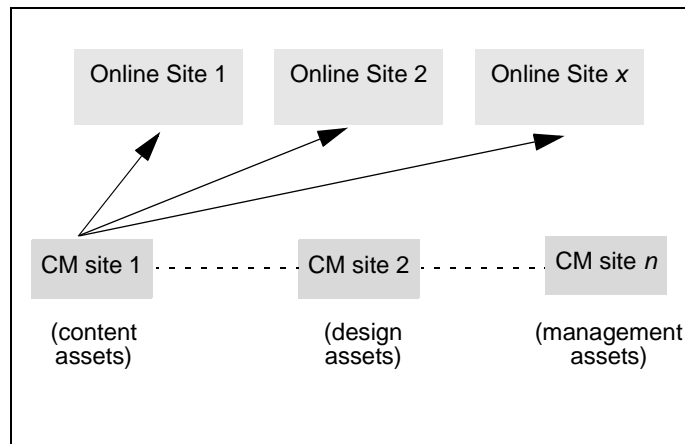 Online Site 1
Online Site 2
Online Site x
CM site 1
CM site 2
CM site n
(content
assets)
(design
assets)
(management
assets)